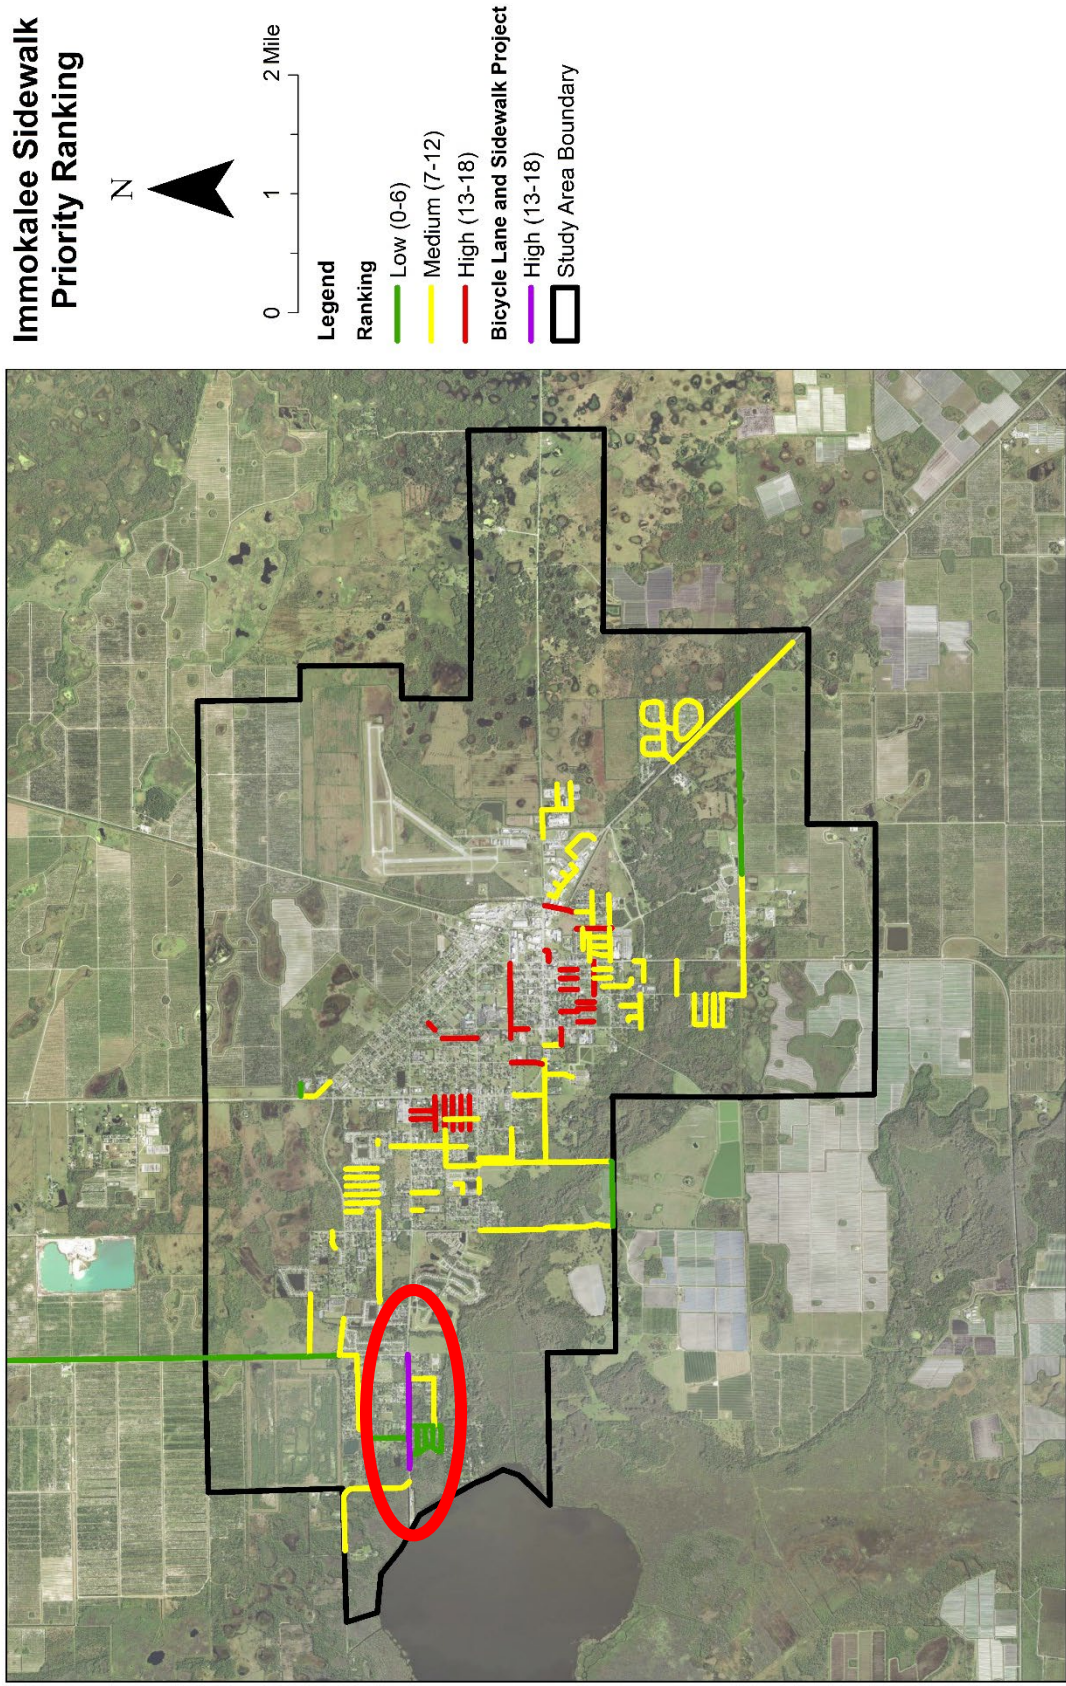 Immokalee Sidewalk
Priority Ranking
N
0 1 2 Mile
Legend
Ranking
Low (0-6)
Medium (7-12)
High (13-18)
Bicycle Lane and Sidewalk Project
High (13-18)
Study Area Boundary